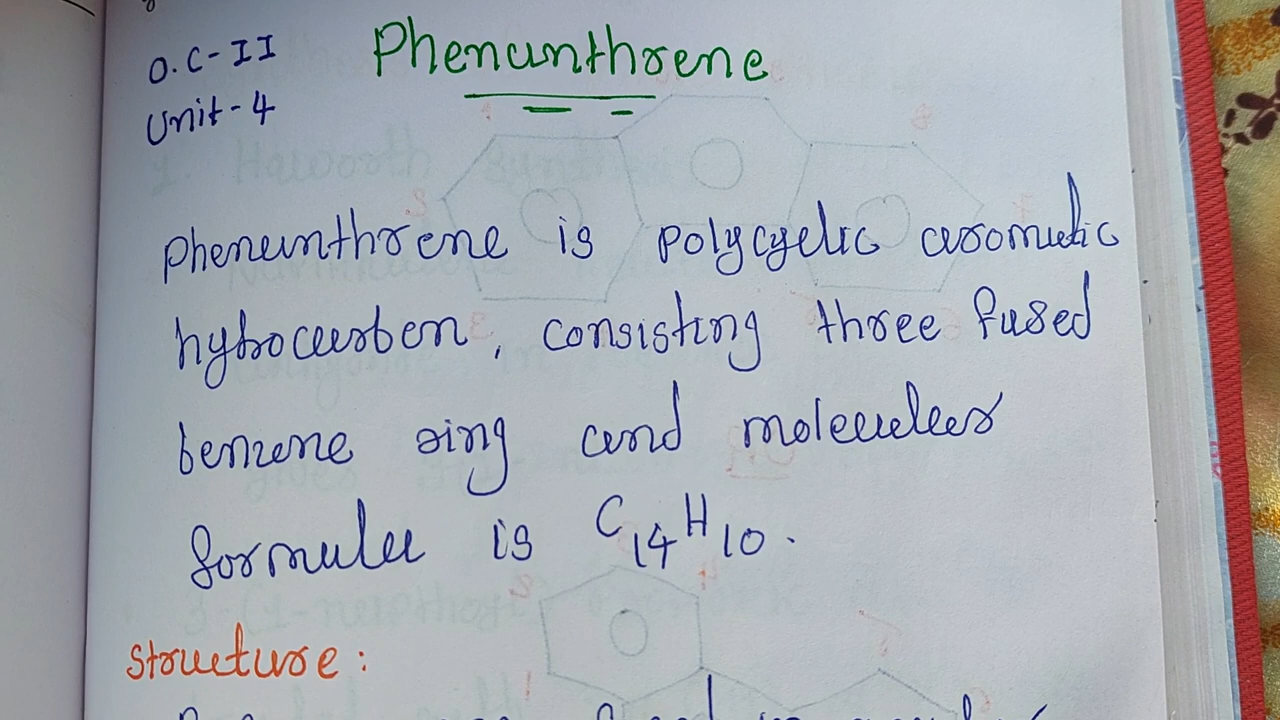 O.C-II
Unit-4
Phenanthrene
Phenanthrene is polycyclic aromatic
hydrocarbon, consisting three fused
benzene ring and molecular
formula is C14H10.
Structure: